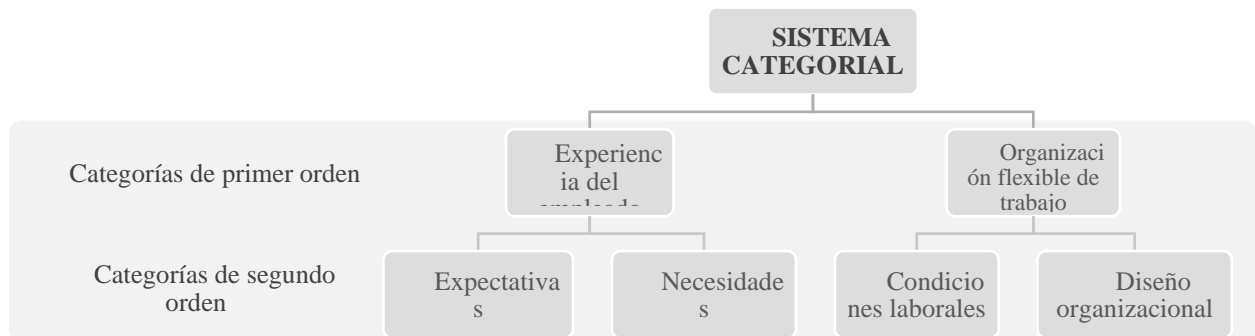 SISTEMA
CATEGORIAL
Categorías de primer orden
Experienc
ia del
empleado
Organizaci
ón flexible de
trabajo
Categorías de segundo
orden
Expectativa
s
Necesidade
s
Condicio
nes laborales
Diseño
organizacional